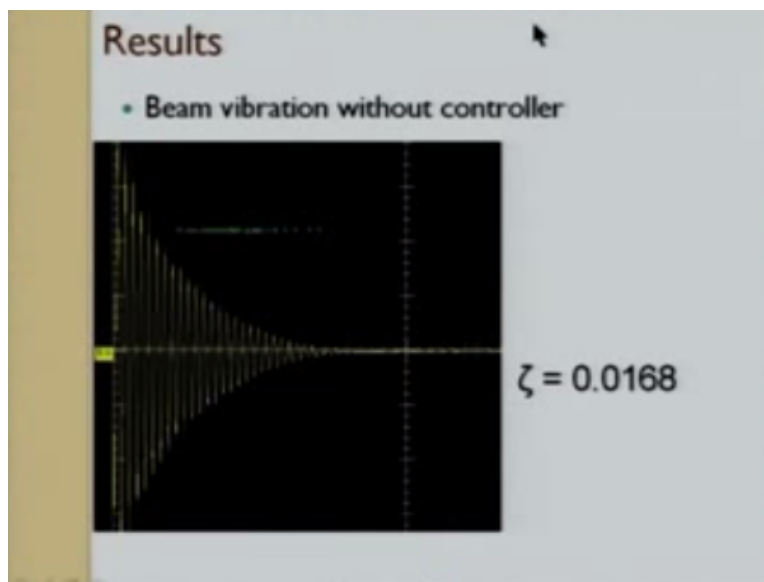 Results
• Beam vibration without controller
ζ = 0.0168